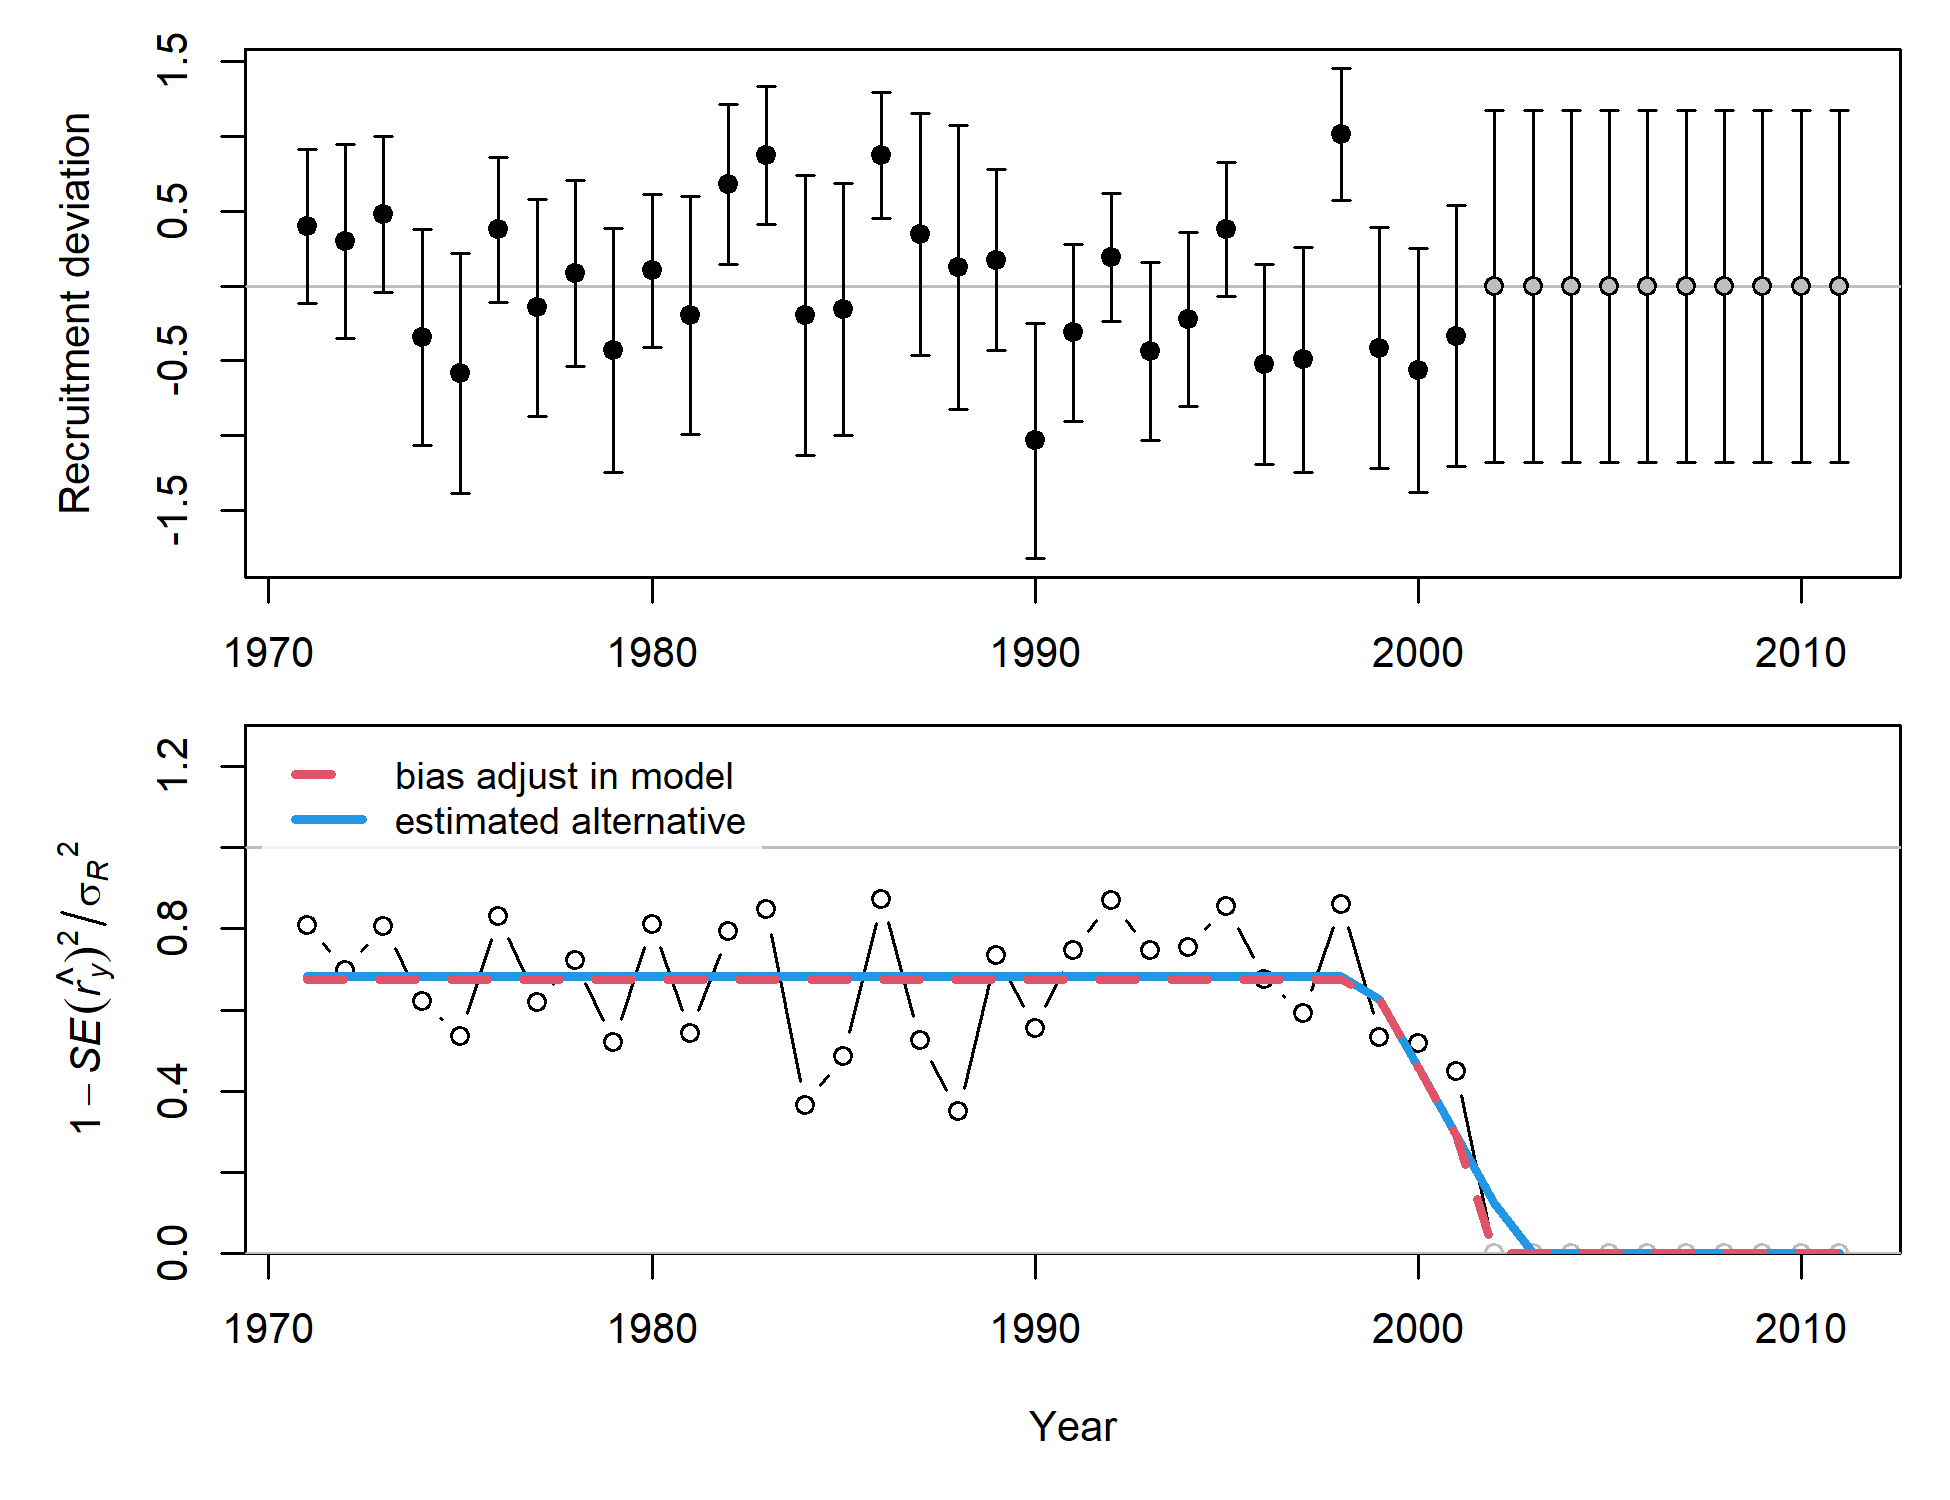 Recruitment deviation
1.5
0.5
-0.5
-1.5
1970 1980 1990 2000 2010
bias adjust in model
estimated alternative
1 − SE(r̂y)² / σR²
1.2
0.8
0.4
0.0
1970 1980 1990 2000 2010
Year